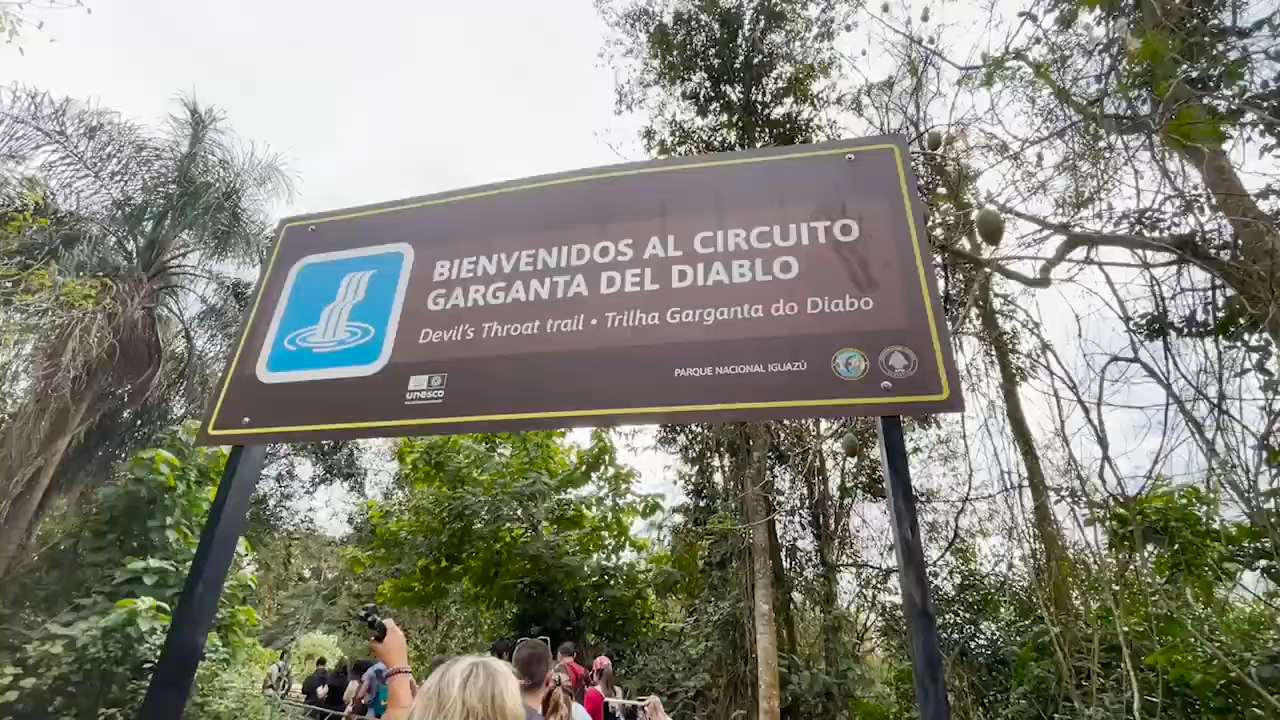 BIENVENIDOS AL CIRCUITO
GARGANTA DEL DIABLO
Devil's Throat trail • Trilha Garganta do Diabo
PARQUE NACIONAL IGUAZÚ
unesco